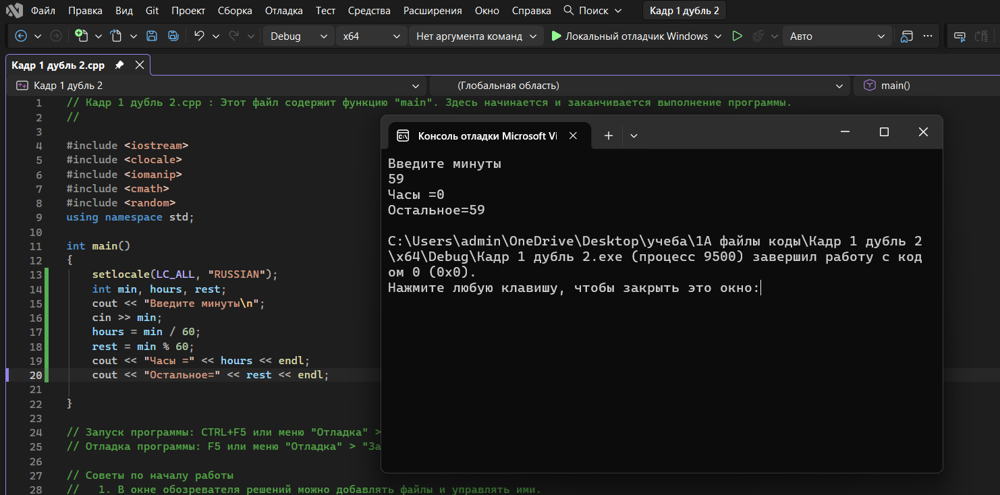 Файл Правка Вид Git Проект Сборка Отладка Тест Средства Расширения Окно Справка Поиск Кадр 1 дубль 2
Debug x64 Нет аргумента команд Локальный отладчик Windows Авто
Кадр 1 дубль 2.cpp
Кадр 1 дубль 2 (Глобальная область) main()
1 // Кадр 1 дубль 2.cpp : Этот файл содержит функцию "main". Здесь начинается и заканчивается выполнение программы.
2 //
3
4 #include <iostream>
5 #include <clocale>
6 #include <iomanip>
7 #include <cmath>
8 #include <random>
9 using namespace std;
10
11 int main()
12 {
13 setlocale(LC_ALL, "RUSSIAN");
14 int min, hours, rest;
15 cout << "Введите минуты\n";
16 cin >> min;
17 hours = min / 60;
18 rest = min % 60;
19 cout << "Часы =" << hours << endl;
20 cout << "Остальное=" << rest << endl;
21
22 }
23
24 // Запуск программы: CTRL+F5 или меню "Отладка" >
25 // Отладка программы: F5 или меню "Отладка" > "За
26
27 // Советы по началу работы
28 // 1. В окне обозревателя решений можно добавлять файлы и управлять ими.
Консоль отладки Microsoft Vi
Введите минуты
59
Часы =0
Остальное=59
C:\Users\admin\OneDrive\Desktop\учеба\1А файлы коды\Кадр 1 дубль 2
\x64\Debug\Кадр 1 дубль 2.exe (процесс 9500) завершил работу с код
ом 0 (0x0).
Нажмите любую клавишу, чтобы закрыть это окно: